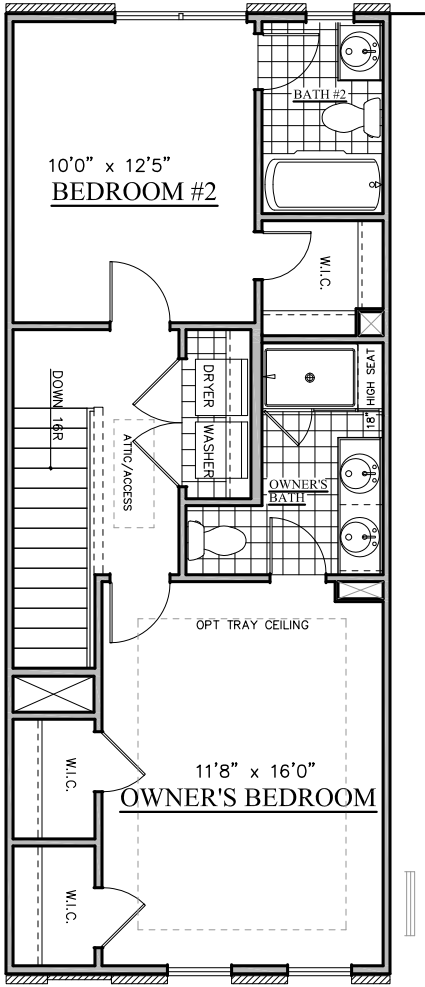 BATH #2
10'0" x 12'5"
BEDROOM #2
W.I.C.
DOWN 16R
DRYER
WASHER
HIGH SEAT
18"
ATTIC/ACCESS
OWNER'S
BATH
OPT TRAY CEILING
W.I.C.
11'8" x 16'0"
OWNER'S BEDROOM
W.I.C.